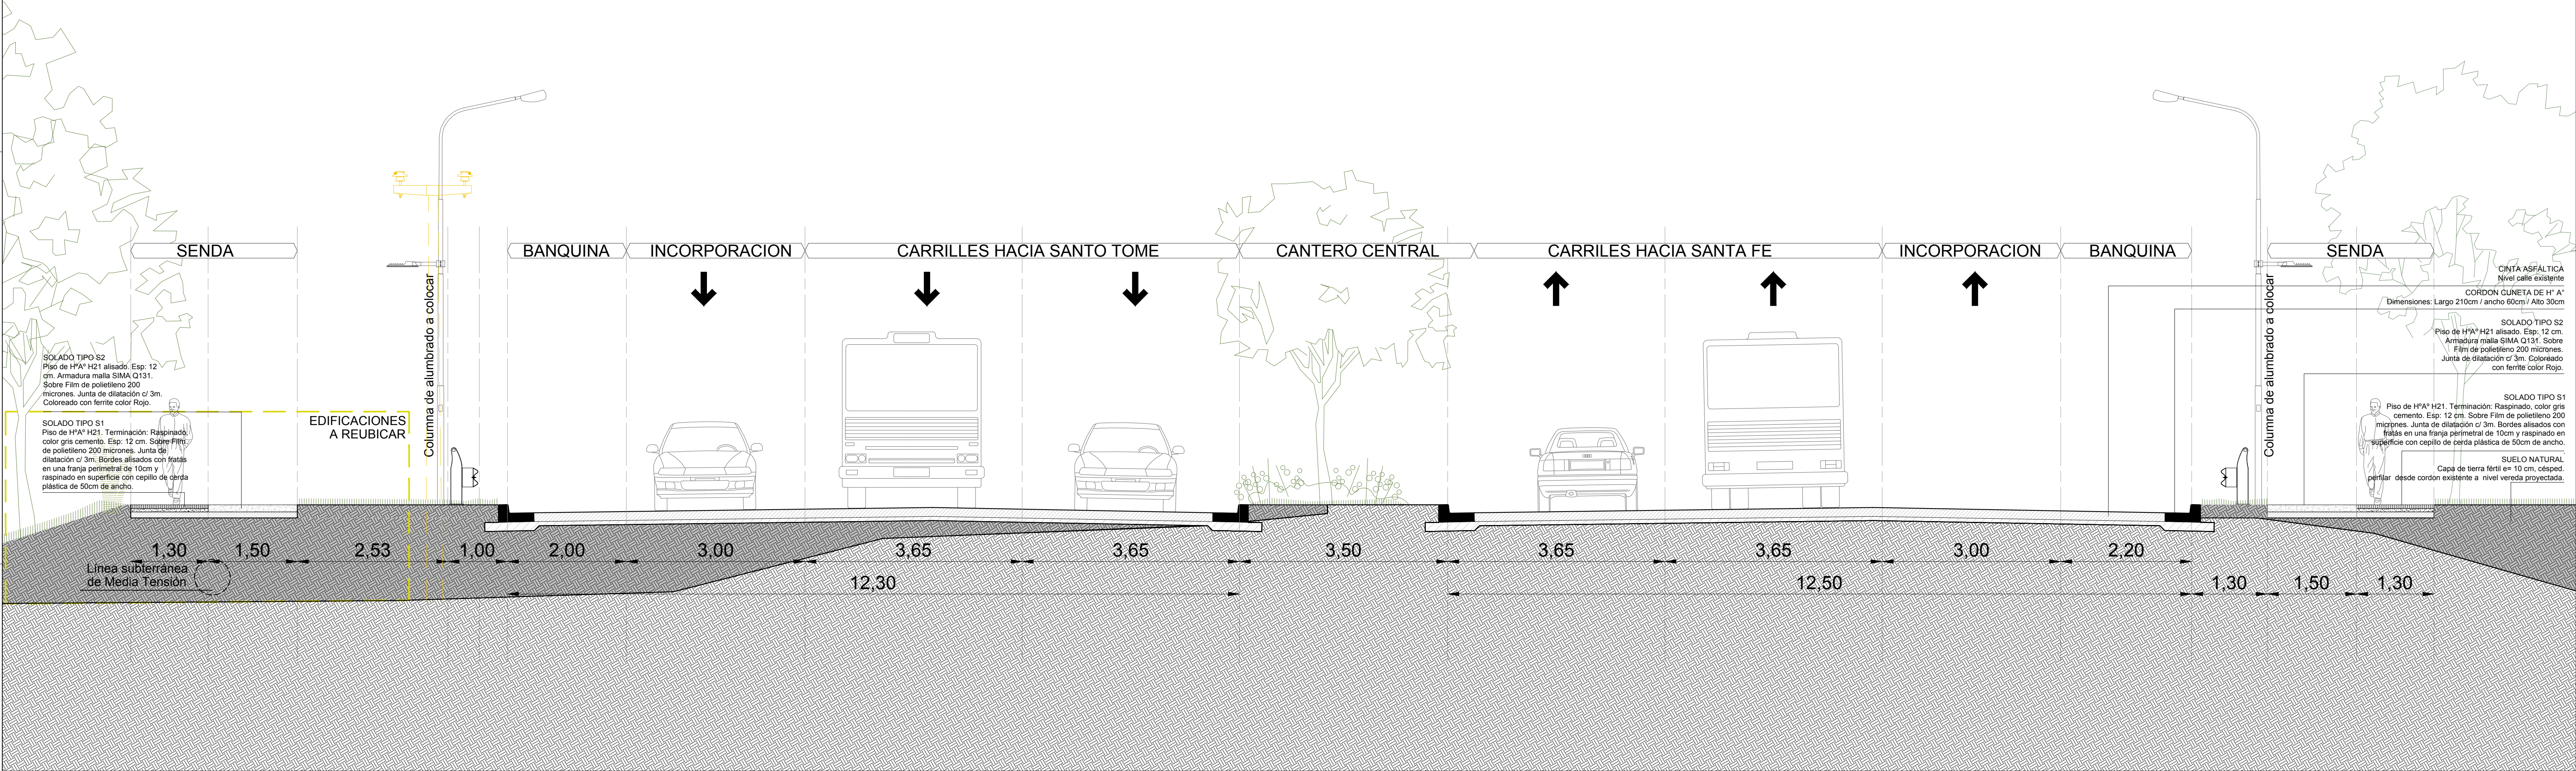 SENDA
BANQUINA
INCORPORACION
CARRILLES HACIA SANTO TOME
CANTERO CENTRAL
CARRILES HACIA SANTA FE
INCORPORACION
BANQUINA
SENDA
Columna de alumbrado a colocar
Columna de alumbrado a colocar
SOLADO TIPO S2
Piso de HºAº H21 alisado. Esp: 12
cm. Armadura malla SIMA Q131.
Sobre Film de polietileno 200
micrones. Junta de dilatación c/ 3m.
Coloreado con ferrite color Rojo.
SOLADO TIPO S1
Piso de HºAº H21. Terminación: Raspinado,
color gris cemento. Esp: 12 cm. Sobre Film
de polietileno 200 micrones. Junta de
dilatación c/ 3m. Bordes alisados con fratás
en una franja perimetral de 10cm y
raspinado en superficie con cepillo de cerda
plástica de 50cm de ancho.
EDIFICACIONES
A REUBICAR
CINTA ASFÁLTICA
Nivel calle existente
CORDON CUNETA DE H° A°
Dimensiones: Largo 210cm / ancho 60cm / Alto 30cm
SOLADO TIPO S2
Piso de HºAº H21 alisado. Esp: 12 cm.
Armadura malla SIMA Q131. Sobre
Film de polietileno 200 micrones.
Junta de dilatación c/ 3m. Coloreado
con ferrite color Rojo.
SOLADO TIPO S1
Piso de HºAº H21. Terminación: Raspinado, color gris
cemento. Esp: 12 cm. Sobre Film de polietileno 200
micrones. Junta de dilatación c/ 3m. Bordes alisados con
fratás en una franja perimetral de 10cm y raspinado en
superficie con cepillo de cerda plástica de 50cm de ancho.
SUELO NATURAL
Capa de tierra fértil e= 10 cm, césped.
perfilar desde cordon existente a nivel vereda proyectada.
1,30
1,50
2,53
1,00
2,00
3,00
3,65
3,65
3,50
3,65
3,65
3,00
2,20
Línea subterránea
de Media Tensión
12,30
12,50
1,30
1,50
1,30